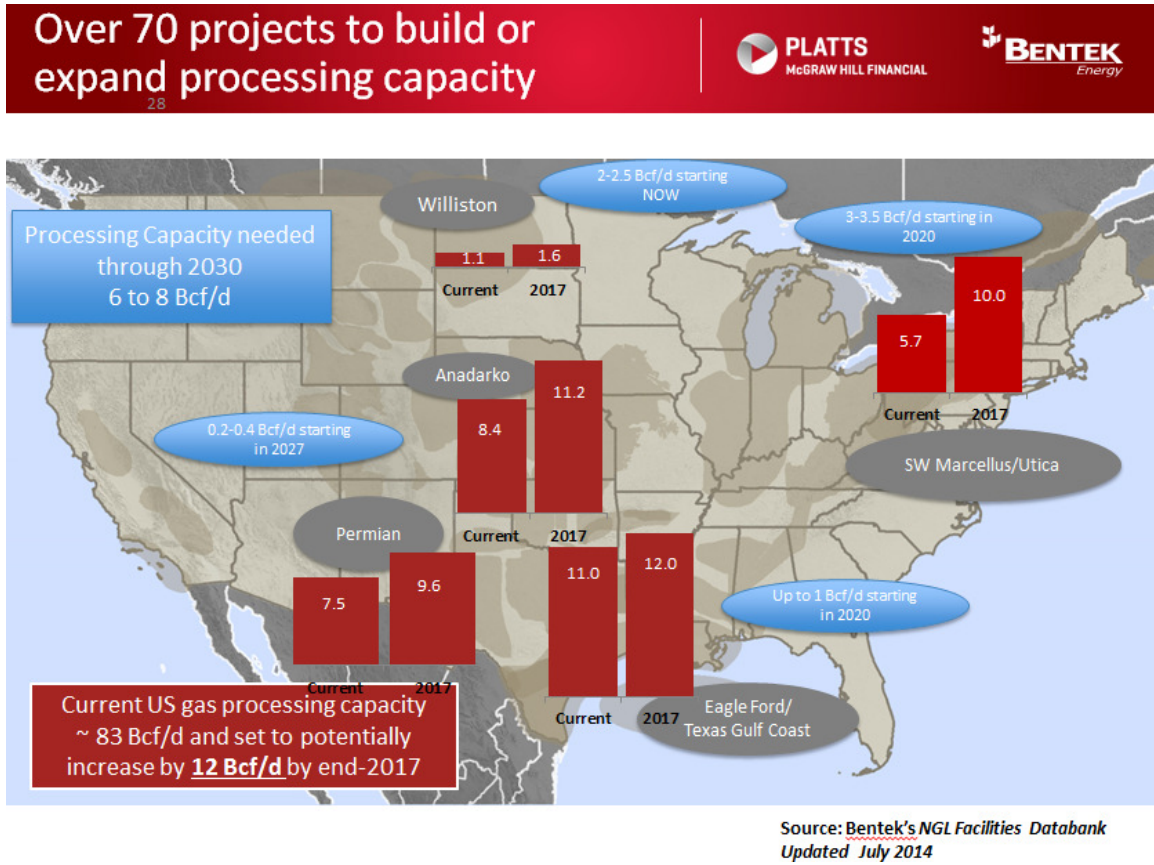 Over 70 projects to build or
expand processing capacity
28
PLATTS
McGRAW HILL FINANCIAL
BENTEK
Energy
Processing Capacity needed
through 2030
6 to 8 Bcf/d
Williston
1.1
1.6
Current
2017
2-2.5 Bcf/d starting
NOW
3-3.5 Bcf/d starting in
2020
5.7
10.0
Current
2017
SW Marcellus/Utica
Anadarko
8.4
11.2
Current
2017
0.2-0.4 Bcf/d starting
in 2027
Permian
7.5
9.6
Current
2017
11.0
12.0
Current
2017
Eagle Ford/
Texas Gulf Coast
Up to 1 Bcf/d starting
in 2020
Current US gas processing capacity
~ 83 Bcf/d and set to potentially
increase by 12 Bcf/d by end-2017
Source: Bentek's NGL Facilities Databank
Updated July 2014